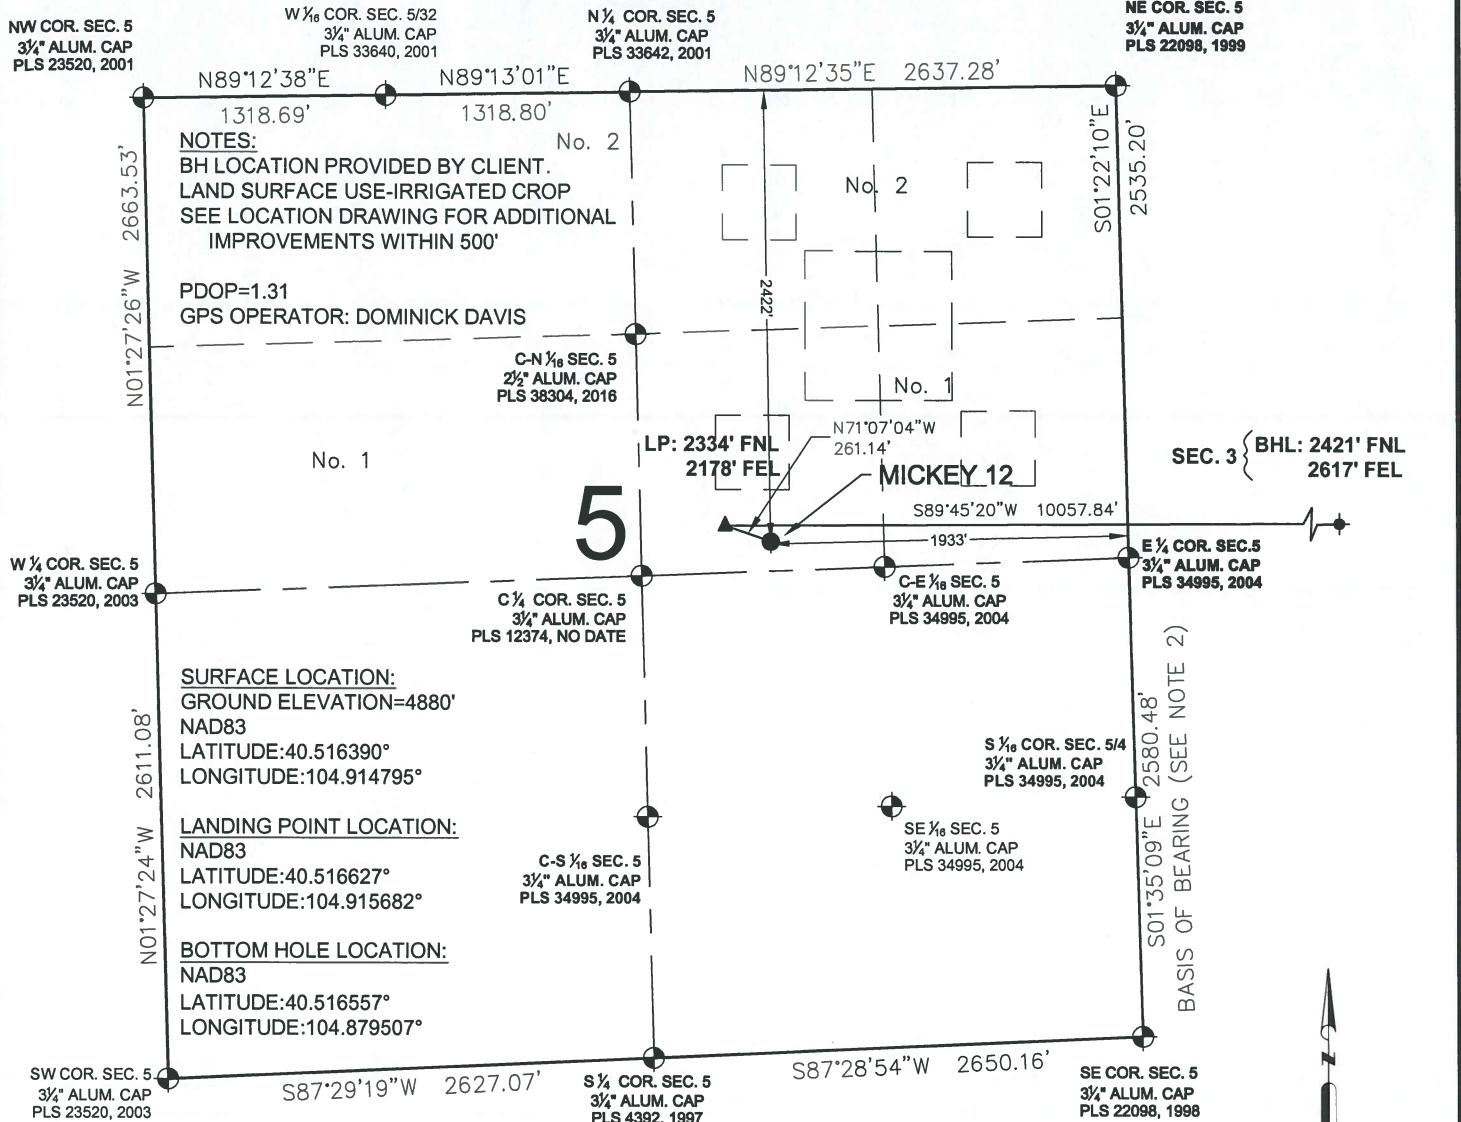 NW COR. SEC. 5
3¼" ALUM. CAP
PLS 23520, 2001
W 1⁄16 COR. SEC. 5/32
3¼" ALUM. CAP
PLS 33640, 2001
N ¼ COR. SEC. 5
3¼" ALUM. CAP
PLS 33642, 2001
NE COR. SEC. 5
3¼" ALUM. CAP
PLS 22098, 1999
N89°12'38"E
1318.69'
N89°13'01"E
1318.80'
N89°12'35"E 2637.28'
N01°27'26"W 2663.53'
S01°22'10"E
2535.20'
NOTES:
BH LOCATION PROVIDED BY CLIENT.
LAND SURFACE USE-IRRIGATED CROP
SEE LOCATION DRAWING FOR ADDITIONAL
IMPROVEMENTS WITHIN 500'
PDOP=1.31
GPS OPERATOR: DOMINICK DAVIS
No. 2
No. 2
2422'
C-N 1⁄16 SEC. 5
2½" ALUM. CAP
PLS 38304, 2016
No. 1
No. 1
LP: 2334' FNL
2178' FEL
N71°07'04"W
261.14'
MICKEY 12
SEC. 3
BHL: 2421' FNL
2617' FEL
5
S89°45'20"W 10057.84'
1933'
W ¼ COR. SEC. 5
3¼" ALUM. CAP
PLS 23520, 2003
C ¼ COR. SEC. 5
3¼" ALUM. CAP
PLS 12374, NO DATE
C-E 1⁄16 SEC. 5
3¼" ALUM. CAP
PLS 34995, 2004
E ¼ COR. SEC.5
3¼" ALUM. CAP
PLS 34995, 2004
SURFACE LOCATION:
GROUND ELEVATION=4880'
NAD83
LATITUDE:40.516390°
LONGITUDE:104.914795°
LANDING POINT LOCATION:
NAD83
LATITUDE:40.516627°
LONGITUDE:104.915682°
BOTTOM HOLE LOCATION:
NAD83
LATITUDE:40.516557°
LONGITUDE:104.879507°
N01°27'24"W 2611.08'
C-S 1⁄16 SEC. 5
3¼" ALUM. CAP
PLS 34995, 2004
SE 1⁄16 SEC. 5
3¼" ALUM. CAP
PLS 34995, 2004
S 1⁄16 COR. SEC. 5/4
3¼" ALUM. CAP
PLS 34995, 2004
S01°35'09"E 2580.48'
BASIS OF BEARING (SEE NOTE 2)
SW COR. SEC. 5
3¼" ALUM. CAP
PLS 23520, 2003
S87°29'19"W 2627.07'
S ¼ COR. SEC. 5
3¼" ALUM. CAP
PLS 4392, 1997
S87°28'54"W 2650.16'
SE COR. SEC. 5
3¼" ALUM. CAP
PLS 22098, 1998
N